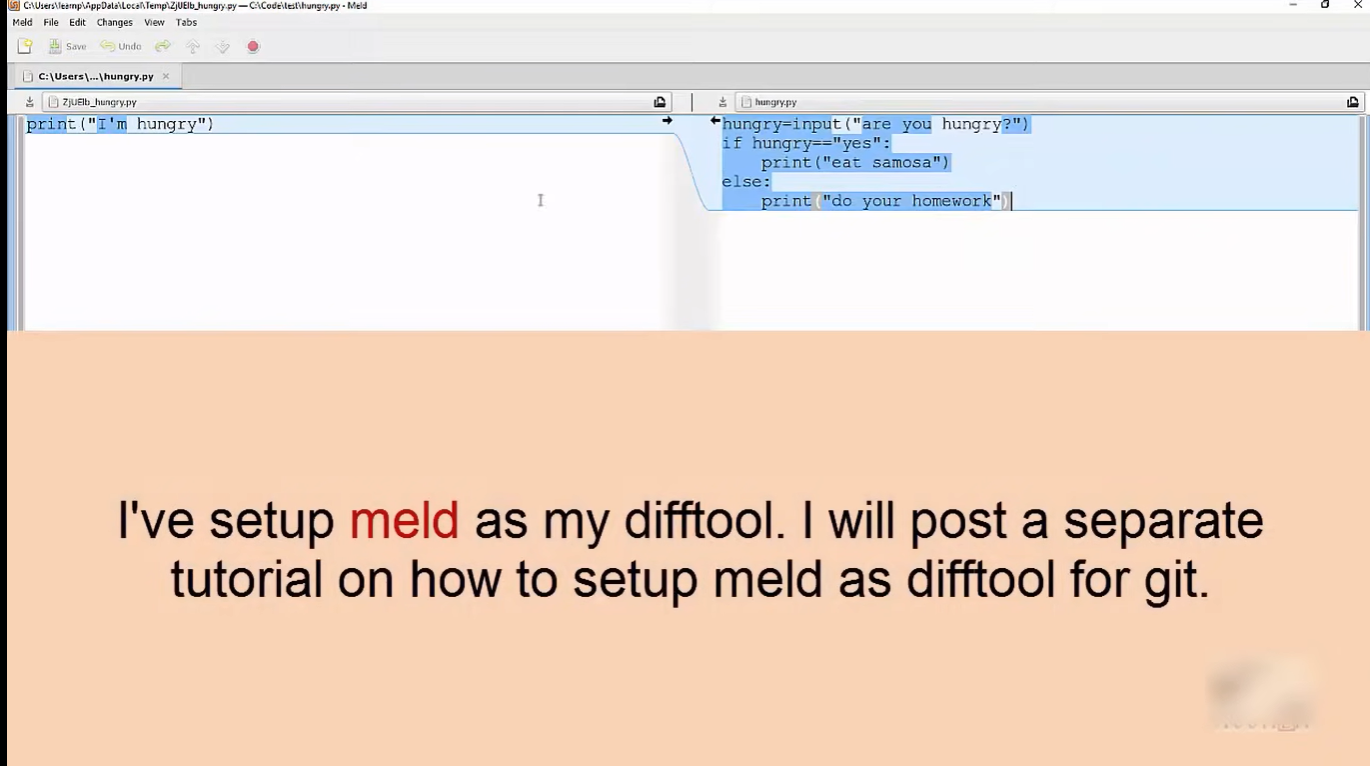 C:\Users\learnp\AppData\Local\Temp\ZjUElb_hungry.py — C:\Code\test\hungry.py - Meld
Meld File Edit Changes View Tabs
Save Undo
C:\Users\...\hungry.py ×
ZjUElb_hungry.py
hungry.py
print("I'm hungry")
hungry=input("are you hungry?")
if hungry=="yes":
    print("eat samosa")
else:
    print("do your homework")
I've setup meld as my difftool. I will post a separate
tutorial on how to setup meld as difftool for git.